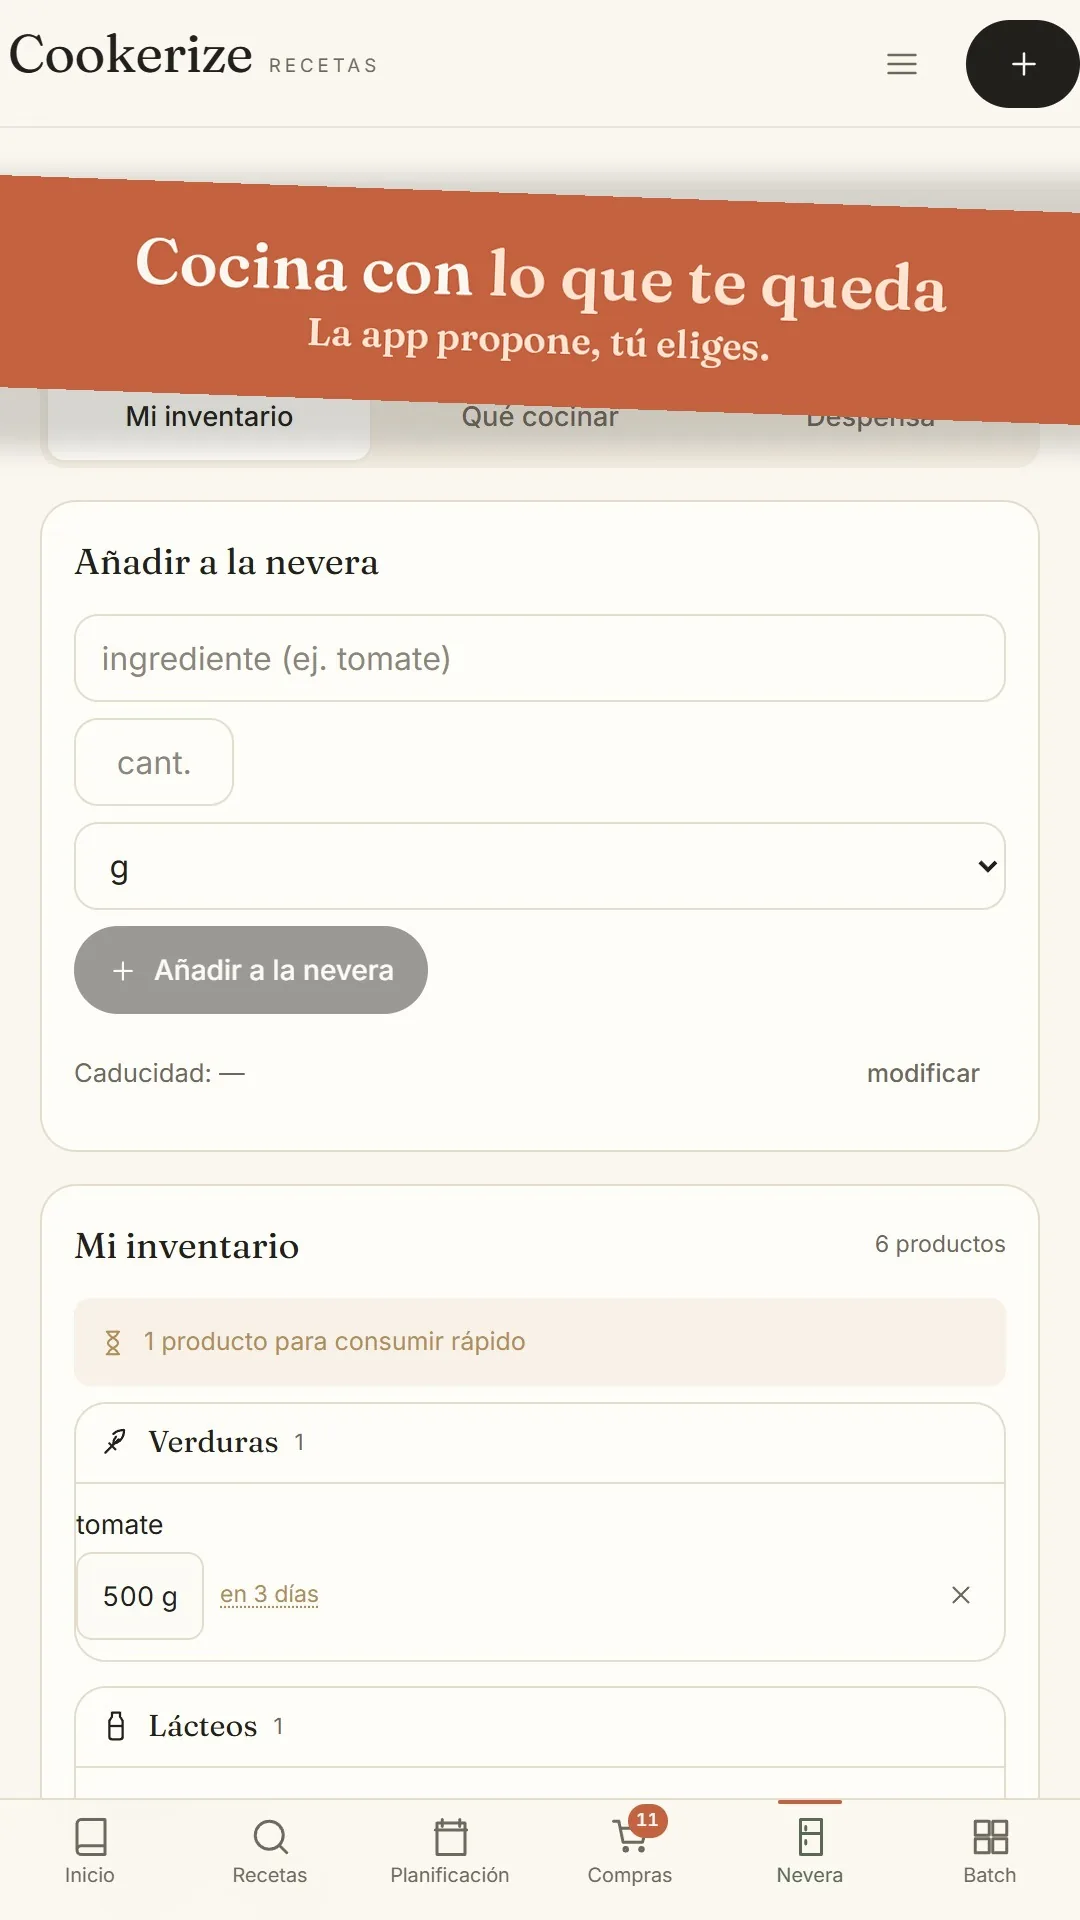 Cookerize RECETAS
Cocina con lo que te queda
La app propone, tú eliges.
Mi inventario Qué cocinar Despensa
Añadir a la nevera
ingrediente (ej. tomate)
cant.
g
+ Añadir a la nevera
Caducidad: — modificar
Mi inventario 6 productos
1 producto para consumir rápido
Verduras 1
tomate
500 g en 3 días
Lácteos 1
11
Inicio Recetas Planificación Compras Nevera Batch